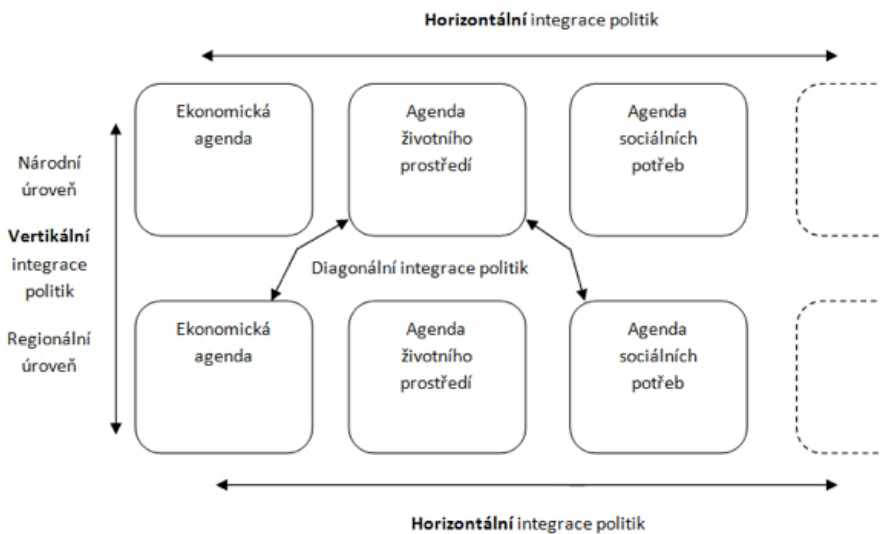 Horizontální integrace politik
Ekonomická
agenda
Agenda
životního
prostředí
Agenda
sociálních
potřeb
Národní
úroveň
Vertikální
integrace
politik
Regionální
úroveň
Diagonální integrace politik
Ekonomická
agenda
Agenda
životního
prostředí
Agenda
sociálních
potřeb
Horizontální integrace politik